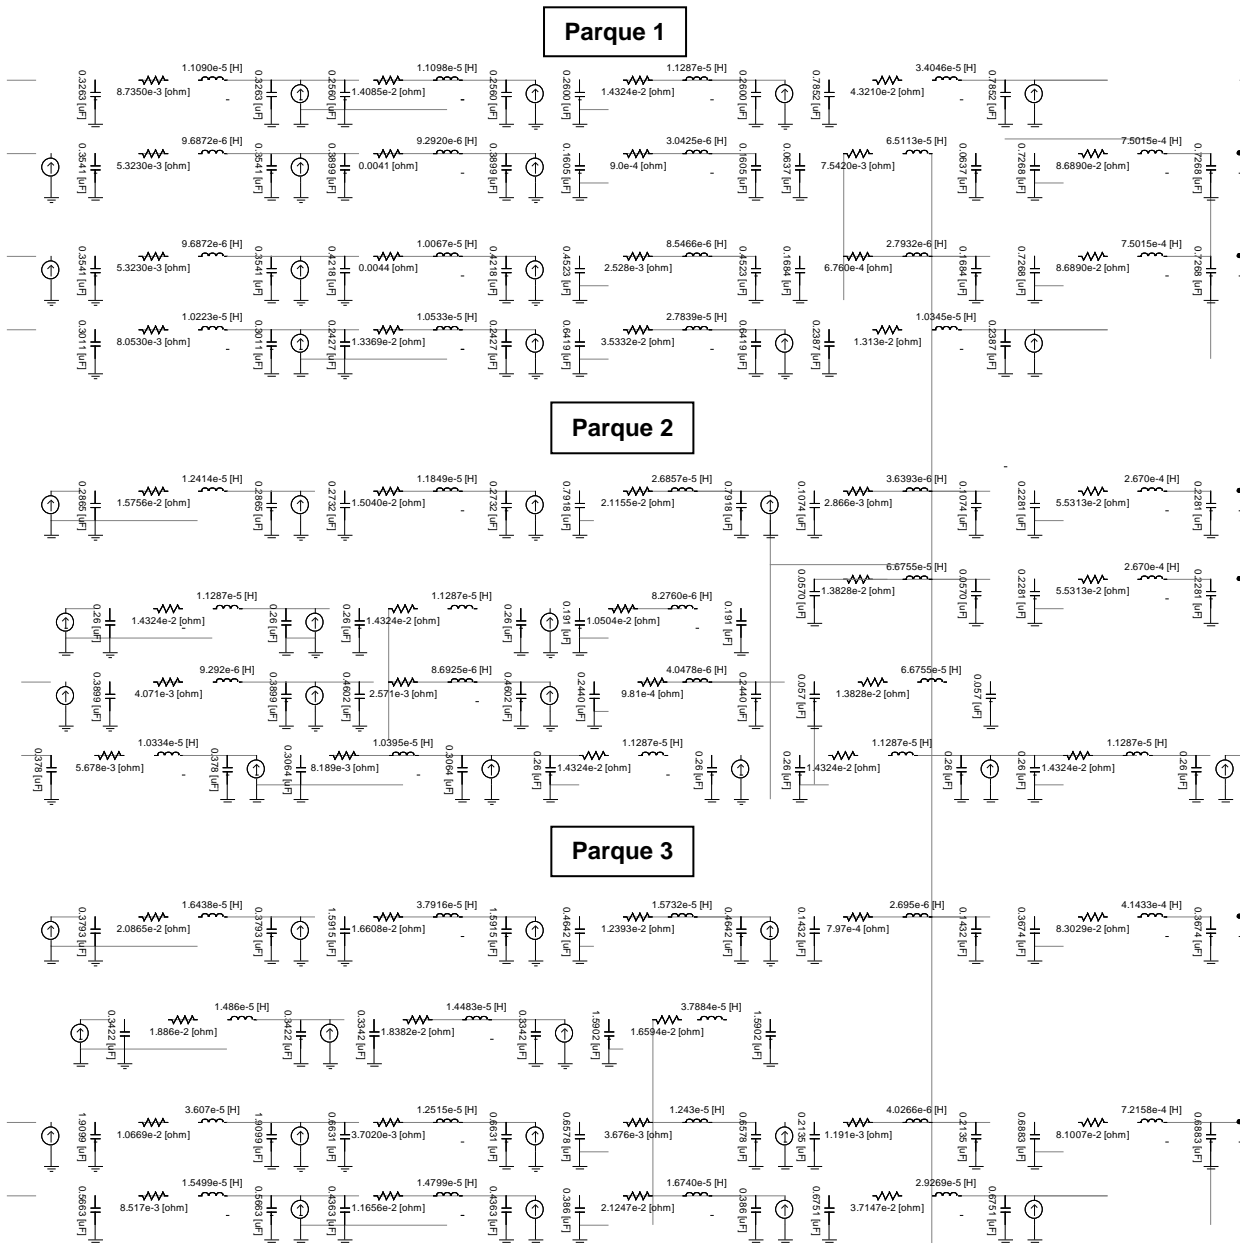 Parque 1
1.1090e-5 [H]
1.1098e-5 [H]
1.1287e-5 [H]
3.4046e-5 [H]
0.3263 [uF]
8.7350e-3 [ohm]
0.3263 [uF]
0.2560 [uF]
1.4085e-2 [ohm]
0.2560 [uF]
0.2600 [uF]
1.4324e-2 [ohm]
0.2600 [uF]
0.7852 [uF]
4.3210e-2 [ohm]
0.7852 [uF]
9.6872e-6 [H]
9.2920e-6 [H]
3.0425e-6 [H]
6.5113e-5 [H]
7.5015e-4 [H]
0.3541 [uF]
5.3230e-3 [ohm]
0.3541 [uF]
0.3899 [uF]
0.0041 [ohm]
0.3899 [uF]
0.1605 [uF]
9.0e-4 [ohm]
0.1605 [uF]
0.0637 [uF]
7.5420e-3 [ohm]
0.0637 [uF]
0.7268 [uF]
8.6890e-2 [ohm]
0.7268 [uF]
9.6872e-6 [H]
1.0067e-5 [H]
8.5466e-6 [H]
2.7932e-6 [H]
7.5015e-4 [H]
0.3541 [uF]
5.3230e-3 [ohm]
0.3541 [uF]
0.4218 [uF]
0.0044 [ohm]
0.4218 [uF]
0.4523 [uF]
2.528e-3 [ohm]
0.4523 [uF]
0.1684 [uF]
6.760e-4 [ohm]
0.1684 [uF]
0.7268 [uF]
8.6890e-2 [ohm]
0.7268 [uF]
1.0223e-5 [H]
1.0533e-5 [H]
2.7839e-5 [H]
1.0345e-5 [H]
0.3011 [uF]
8.0530e-3 [ohm]
0.3011 [uF]
0.2427 [uF]
1.3369e-2 [ohm]
0.2427 [uF]
0.6419 [uF]
3.5332e-2 [ohm]
0.6419 [uF]
0.2387 [uF]
1.313e-2 [ohm]
0.2387 [uF]
Parque 2
1.2414e-5 [H]
1.1849e-5 [H]
2.6857e-5 [H]
3.6393e-6 [H]
2.670e-4 [H]
0.2865 [uF]
1.5756e-2 [ohm]
0.2865 [uF]
0.2732 [uF]
1.5040e-2 [ohm]
0.2732 [uF]
0.7918 [uF]
2.1155e-2 [ohm]
0.7918 [uF]
0.1074 [uF]
2.866e-3 [ohm]
0.1074 [uF]
0.2281 [uF]
5.5313e-2 [ohm]
0.2281 [uF]
6.6755e-5 [H]
2.670e-4 [H]
0.0570 [uF]
1.3828e-2 [ohm]
0.0570 [uF]
0.2281 [uF]
5.5313e-2 [ohm]
0.2281 [uF]
1.1287e-5 [H]
1.1287e-5 [H]
8.2760e-6 [H]
0.26 [uF]
1.4324e-2 [ohm]
0.26 [uF]
0.26 [uF]
1.4324e-2 [ohm]
0.26 [uF]
0.191 [uF]
1.0504e-2 [ohm]
0.191 [uF]
9.292e-6 [H]
8.6925e-6 [H]
4.0478e-6 [H]
6.6755e-5 [H]
0.3899 [uF]
4.071e-3 [ohm]
0.3899 [uF]
0.4602 [uF]
2.571e-3 [ohm]
0.4602 [uF]
0.2440 [uF]
9.81e-4 [ohm]
0.2440 [uF]
0.057 [uF]
1.3828e-2 [ohm]
0.057 [uF]
1.0334e-5 [H]
1.0395e-5 [H]
1.1287e-5 [H]
1.1287e-5 [H]
1.1287e-5 [H]
0.378 [uF]
5.678e-3 [ohm]
0.378 [uF]
0.3064 [uF]
8.189e-3 [ohm]
0.3064 [uF]
0.26 [uF]
1.4324e-2 [ohm]
0.26 [uF]
0.26 [uF]
1.4324e-2 [ohm]
0.26 [uF]
0.26 [uF]
1.4324e-2 [ohm]
0.26 [uF]
Parque 3
1.6438e-5 [H]
3.7916e-5 [H]
1.5732e-5 [H]
2.695e-6 [H]
4.1433e-4 [H]
0.3793 [uF]
2.0865e-2 [ohm]
0.3793 [uF]
1.5915 [uF]
1.6608e-2 [ohm]
1.5915 [uF]
0.4642 [uF]
1.2393e-2 [ohm]
0.4642 [uF]
0.1432 [uF]
7.97e-4 [ohm]
0.1432 [uF]
0.3674 [uF]
8.3029e-2 [ohm]
0.3674 [uF]
1.486e-5 [H]
1.4483e-5 [H]
3.7884e-5 [H]
0.3422 [uF]
1.886e-2 [ohm]
0.3422 [uF]
0.3342 [uF]
1.8382e-2 [ohm]
0.3342 [uF]
1.5902 [uF]
1.6594e-2 [ohm]
1.5902 [uF]
3.607e-5 [H]
1.2515e-5 [H]
1.243e-5 [H]
4.0266e-6 [H]
7.2158e-4 [H]
1.9099 [uF]
1.0669e-2 [ohm]
1.9099 [uF]
0.6631 [uF]
3.7020e-3 [ohm]
0.6631 [uF]
0.6578 [uF]
3.676e-3 [ohm]
0.6578 [uF]
0.2135 [uF]
1.191e-3 [ohm]
0.2135 [uF]
0.6883 [uF]
8.1007e-2 [ohm]
0.6883 [uF]
1.5499e-5 [H]
1.4799e-5 [H]
1.6740e-5 [H]
2.9269e-5 [H]
0.5663 [uF]
8.517e-3 [ohm]
0.5663 [uF]
0.4363 [uF]
1.1656e-2 [ohm]
0.4363 [uF]
0.386 [uF]
2.1247e-2 [ohm]
0.386 [uF]
0.6751 [uF]
3.7147e-2 [ohm]
0.6751 [uF]